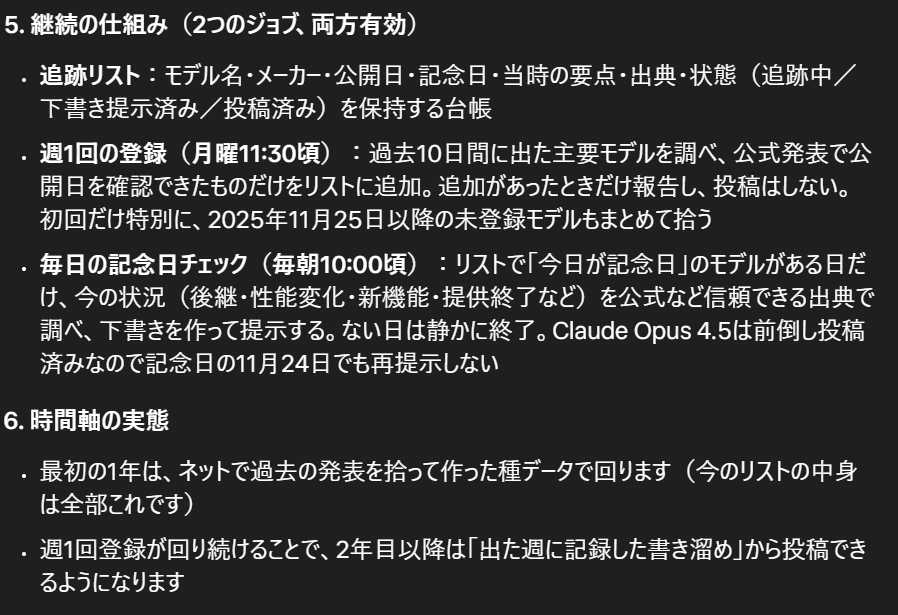 5. 継続の仕組み（2つのジョブ、両方有効）
• 追跡リスト：モデル名・メーカー・公開日・記念日・当時の要点・出典・状態（追跡中／
下書き提示済み／投稿済み）を保持する台帳
• 週1回の登録（月曜11:30頃）：過去10日間に出た主要モデルを調べ、公式発表で公
開日を確認できたものだけをリストに追加。追加があったときだけ報告し、投稿はしない。
初回だけ特別に、2025年11月25日以降の未登録モデルもまとめて拾う
• 毎日の記念日チェック（毎朝10:00頃）：リストで「今日が記念日」のモデルがある日だ
け、今の状況（後継・性能変化・新機能・提供終了など）を公式など信頼できる出典で
調べ、下書きを作って提示する。ない日は静かに終了。Claude Opus 4.5は前倒し投稿
済みなので記念日の11月24日でも再提示しない
6. 時間軸の実態
• 最初の1年は、ネットで過去の発表を拾って作った種データで回ります（今のリストの中身
は全部これです）
• 週1回登録が回り続けることで、2年目以降は「出た週に記録した書き溜め」から投稿でき
るようになります